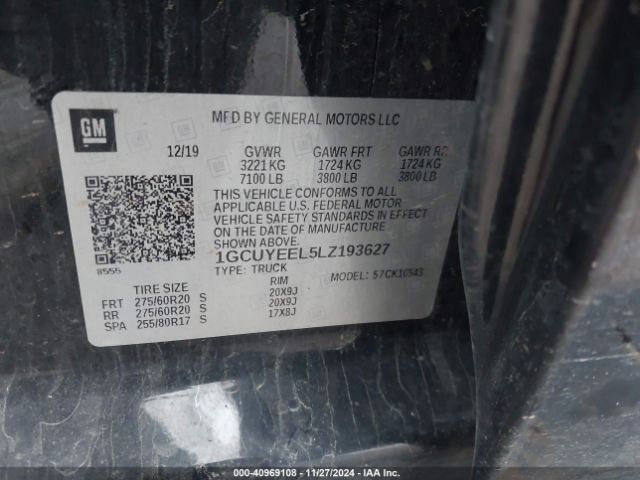 GM
MFD BY GENERAL MOTORS LLC
12/19 GVWR GAWR FRT GAWR RR
3221 KG 1724 KG 1724 KG
7100 LB 3800 LB 3800 LB
THIS VEHICLE CONFORMS TO ALL
APPLICABLE U.S. FEDERAL MOTOR
VEHICLE SAFETY STANDARDS IN EFFECT
ON THE DATE OF MANUFACTURE
SHOWN ABOVE.
1GCUYEEL5LZ193627
8555 TYPE: TRUCK MODEL: 57CK10543
TIRE SIZE RIM
FRT 275/60R20 S 20X9J
RR 275/60R20 S 20X9J
SPA 255/80R17 S 17X8J
000-40969108 — 11/27/2024 — COPART/IAA